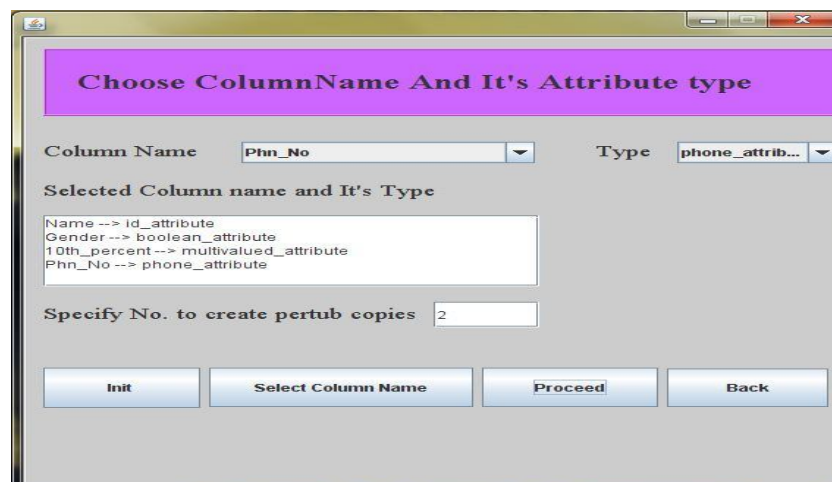 Choose ColumnName And It's Attribute type
Column Name Phn_No Type phone_attrib...
Selected Column name and It's Type
Name --> id_attribute
Gender --> boolean_attribute
10th_percent --> multivalued_attribute
Phn_No --> phone_attribute
Specify No. to create pertub copies 2
Init Select Column Name Proceed Back